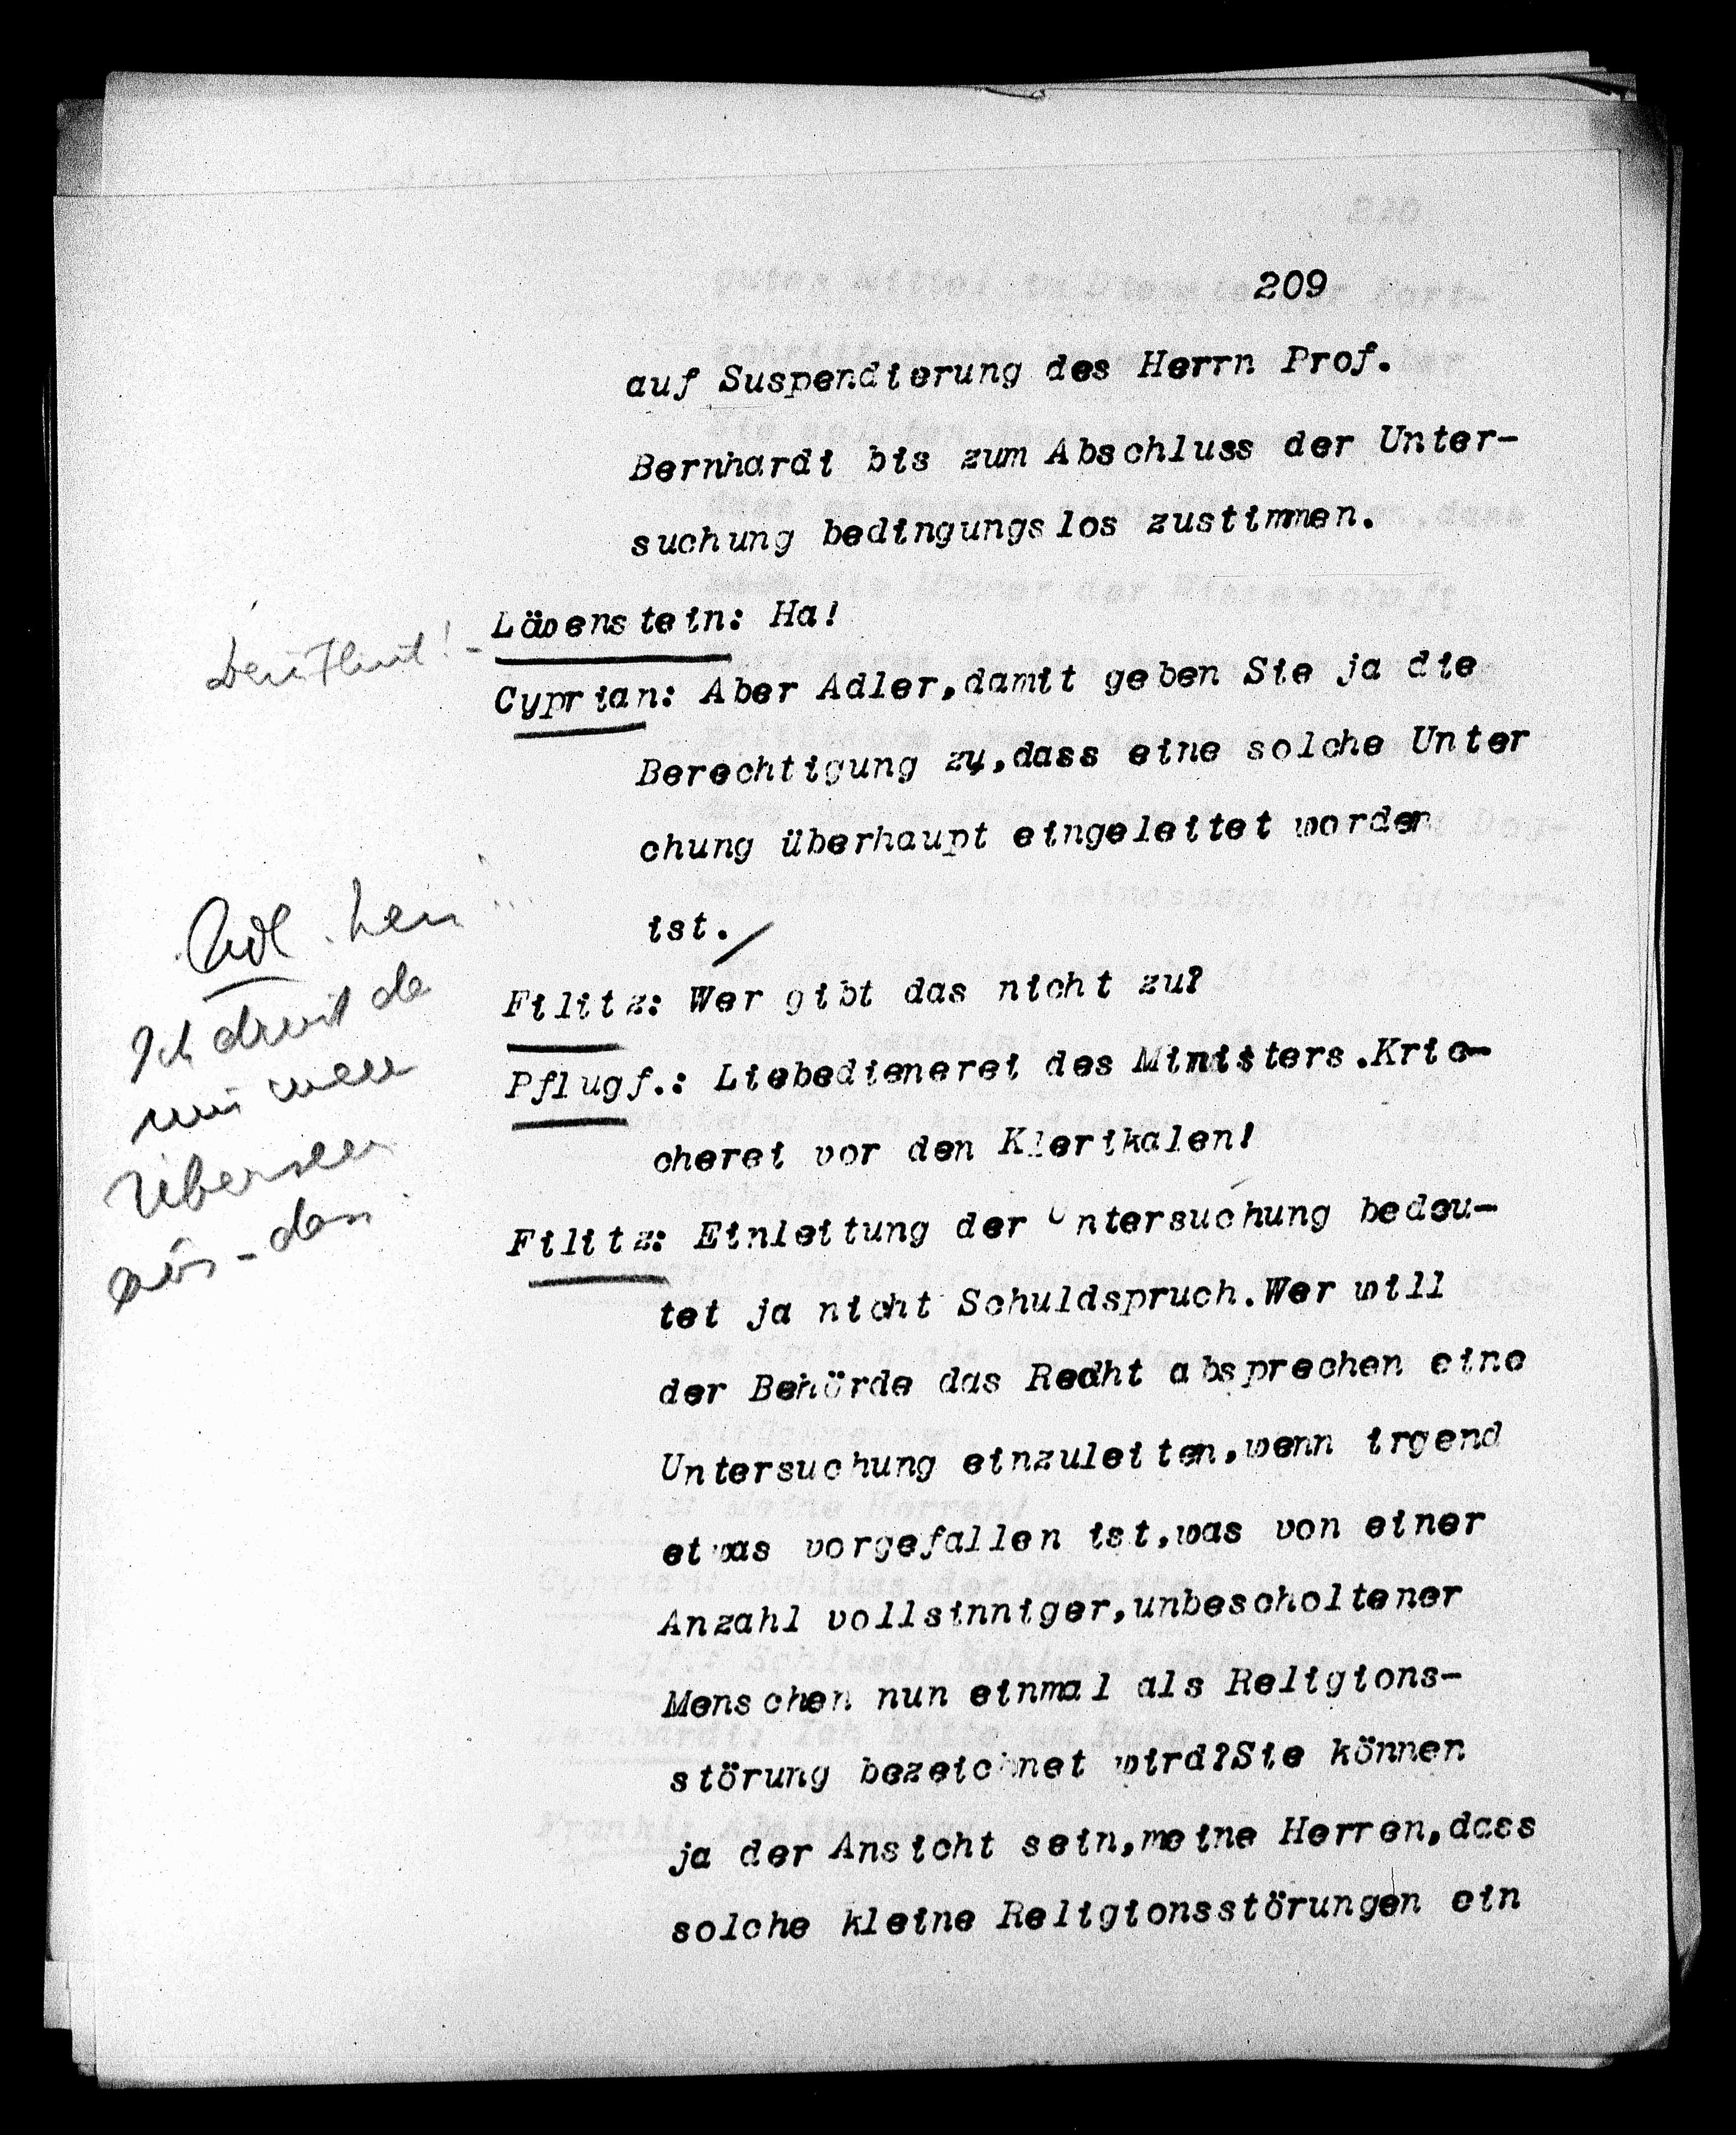 209
auf Suspendierung des Herrn Prof.
Bernhardi bis zum Abschluss der Unter-
suchung bedingungslos zustimmen.
Löwenstein: Ha!
Cyprian: Aber Adler,damit geben Sie ja die
Berechtigung zu,dass eine solche Unter
chung überhaupt eingeleitet worden
ist.
Adl
Ich
Filitz: Wer gibt das nicht zu?
Pflugf.: Liebedienerei des Ministers.Krie-
cherei vor den Klerikalen!
Filitz: Einleitung der Untersuchung bedeu-
tet ja nicht Schuldspruch.Wer will
der Behörde das Recht absprechen eine
Untersuchung einzuleiten,wenn irgend
etwas vorgefallen ist,was von einer
Anzahl vollsinniger,unbescholtener
Menschen nun einmal als Religions-
störung bezeichnet wird?Sie können
ja der Ansicht sein,meine Herren,dass
solche kleine Religionsstörungen ein